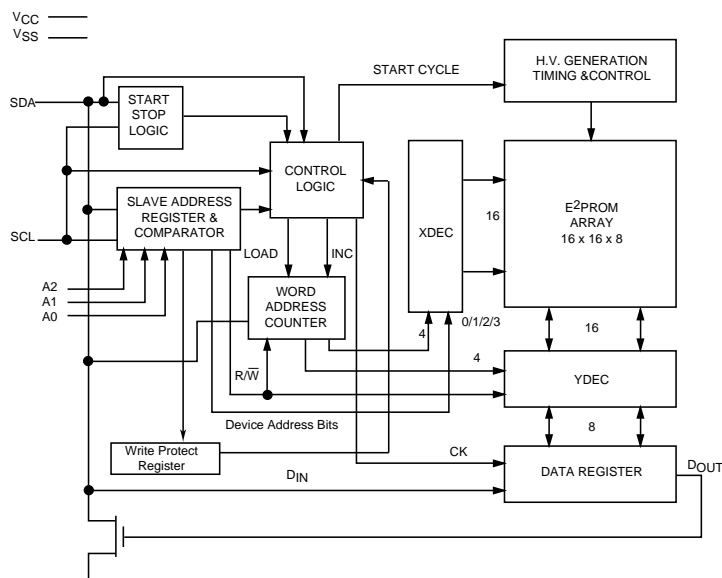 VCC
VSS
H.V. GENERATION
TIMING &CONTROL
START CYCLE
SDA
START
STOP
LOGIC
CONTROL
LOGIC
E2PROM
ARRAY
16 x 16 x 8
XDEC
16
SLAVE ADDRESS
REGISTER &
COMPARATOR
SCL
LOAD
INC
A2
A1
A0
WORD
ADDRESS
COUNTER
0/1/2/3
4
16
R/W̅
4
YDEC
Device Address Bits
8
Write Protect
Register
CK
DATA REGISTER
DOUT
DIN